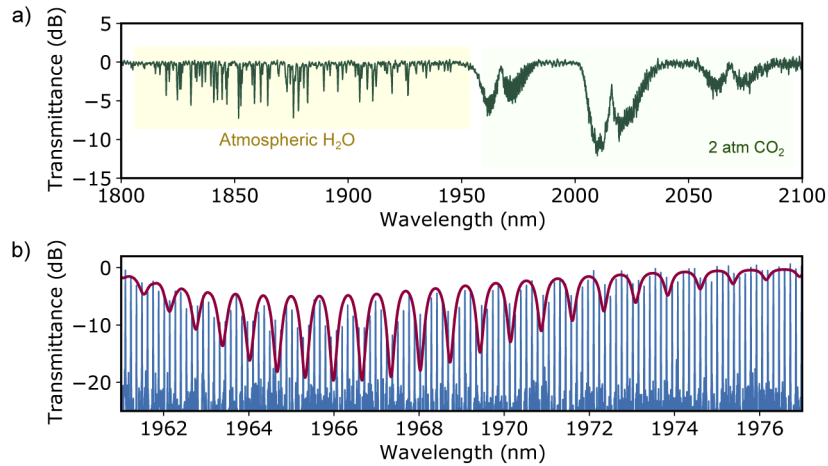 a)
Transmittance (dB)
5
0
−5
−10
−15
Atmospheric H₂O
2 atm CO₂
1800 1850 1900 1950 2000 2050 2100
Wavelength (nm)
b)
Transmittance (dB)
0
−10
−20
1962 1964 1966 1968 1970 1972 1974 1976
Wavelength (nm)